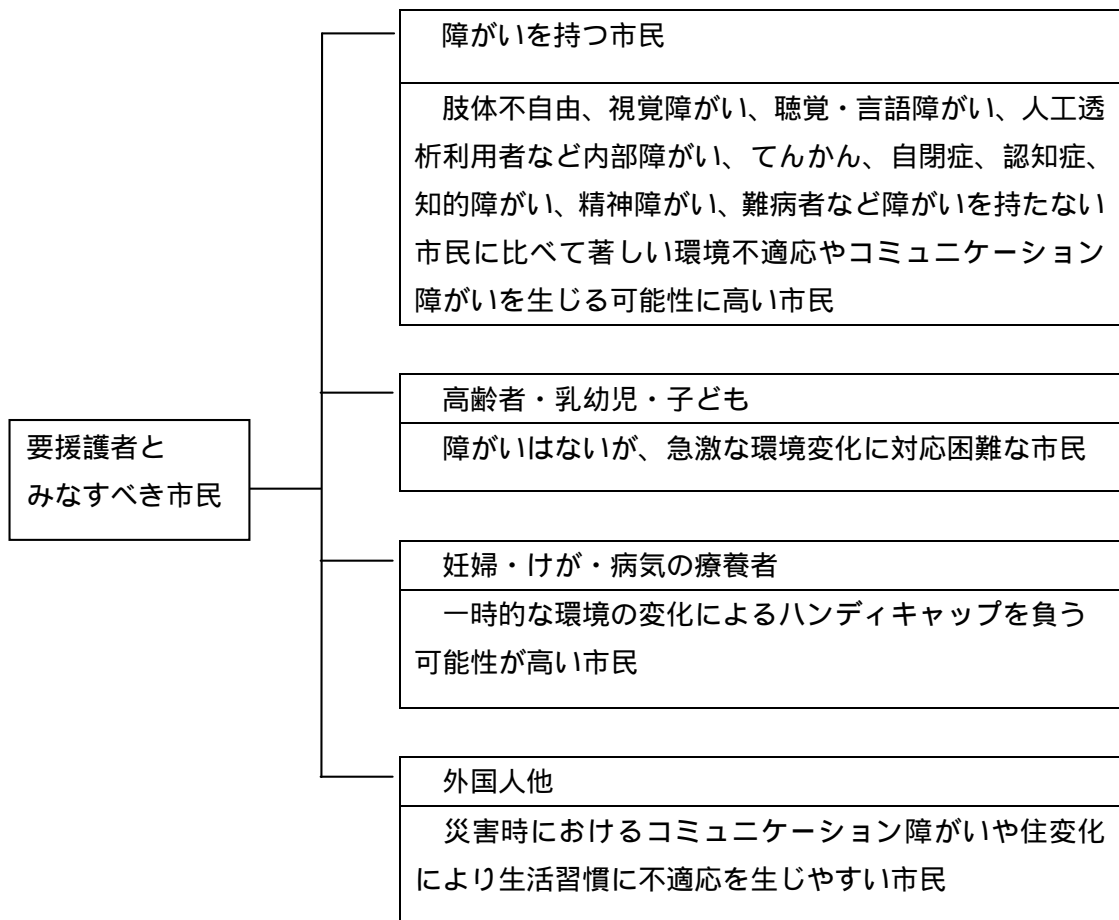 障がいを持つ市民
肢体不自由、視覚障がい、聴覚・言語障がい、人工透
析利用者など内部障がい、てんかん、自閉症、認知症、
知的障がい、精神障がい、難病者など障がいを持たない
市民に比べて著しい環境不適応やコミュニケーション
障がいを生じる可能性に高い市民
高齢者・乳幼児・子ども
障がいはないが、急激な環境変化に対応困難な市民
要援護者と
みなすべき市民
妊婦・けが・病気の療養者
一時的な環境の変化によるハンディキャップを負う
可能性が高い市民
外国人他
災害時におけるコミュニケーション障がいや住変化
により生活習慣に不適応を生じやすい市民